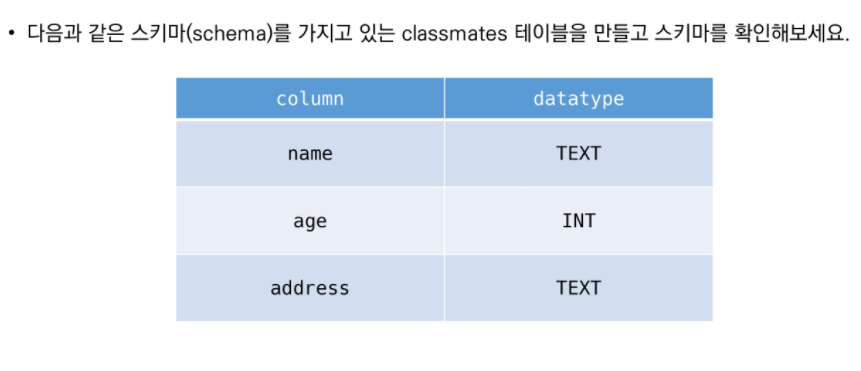 • 다음과 같은 스키마(schema)를 가지고 있는 classmates 테이블을 만들고 스키마를 확인해보세요.
column datatype
name TEXT
age INT
address TEXT